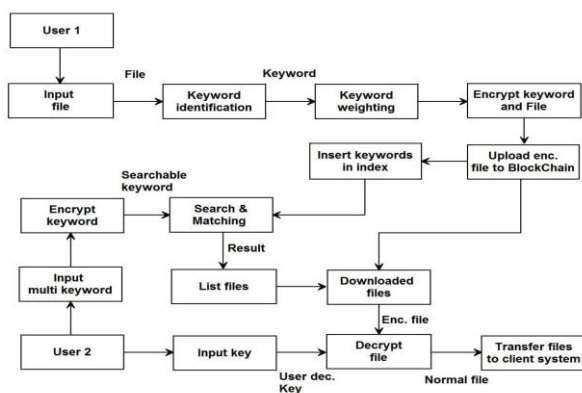 User 1
File
Keyword
Input
file
Keyword
identification
Keyword
weighting
Encrypt keyword
and File
Searchable
keyword
Insert keywords
in index
Upload enc.
file to BlockChain
Encrypt
keyword
Search &
Matching
Result
Input
multi keyword
List files
Downloaded
files
Enc. file
User 2
Input key
Decrypt
file
Transfer files
to client system
User dec.
Key
Normal file